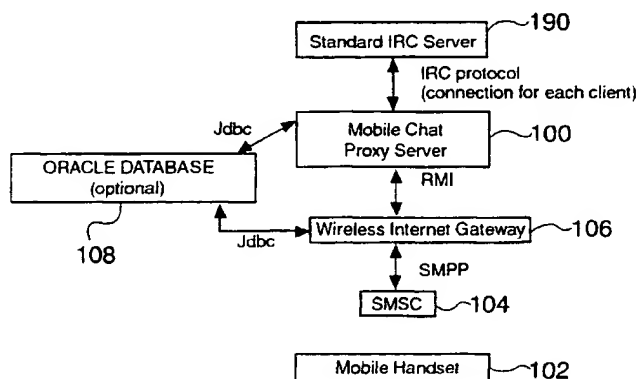 190
Standard IRC Server
IRC protocol
(connection for each client)
Jdbc
Mobile Chat
Proxy Server
100
ORACLE DATABASE
(optional)
RMI
108
Jdbc
Wireless Internet Gateway
106
SMPP
SMSC
104
Mobile Handset
102